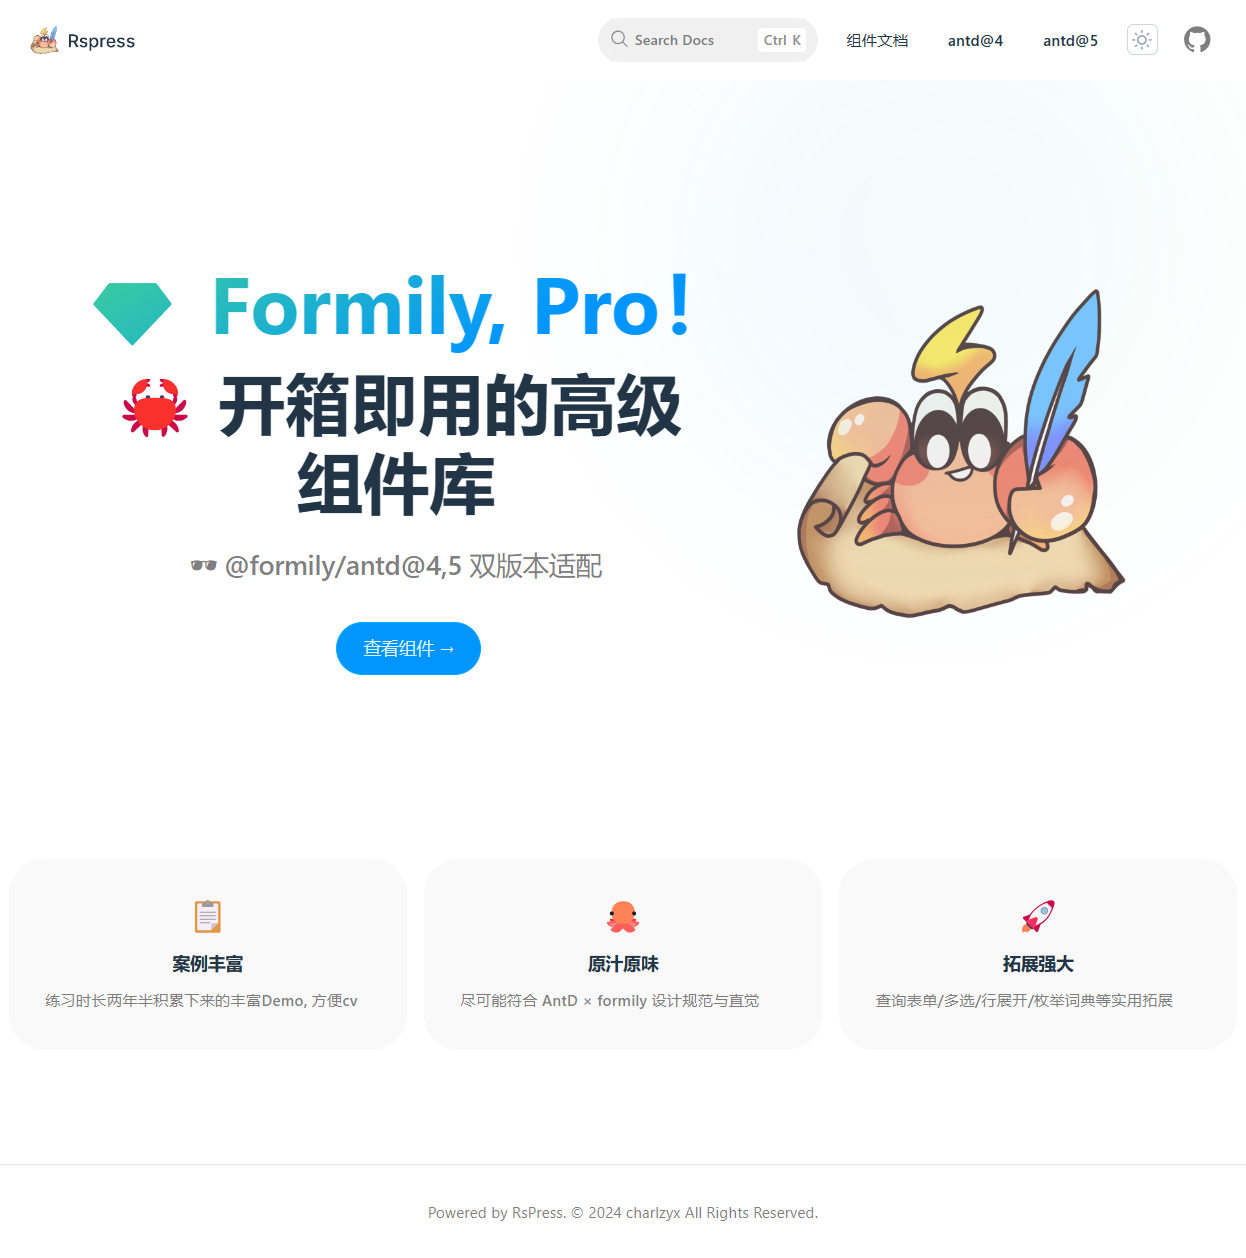 Rspress
Search Docs
Ctrl K
组件文档
antd@4
antd@5
Formily, Pro!
开箱即用的高级
组件库
@formily/antd@4,5 双版本适配
查看组件 →
案例丰富
练习时长两年半积累下来的丰富Demo, 方便cv
原汁原味
尽可能符合 AntD × formily 设计规范与直觉
拓展强大
查询表单/多选/行展开/枚举词典等实用拓展
Powered by RsPress. © 2024 charlzyx All Rights Reserved.